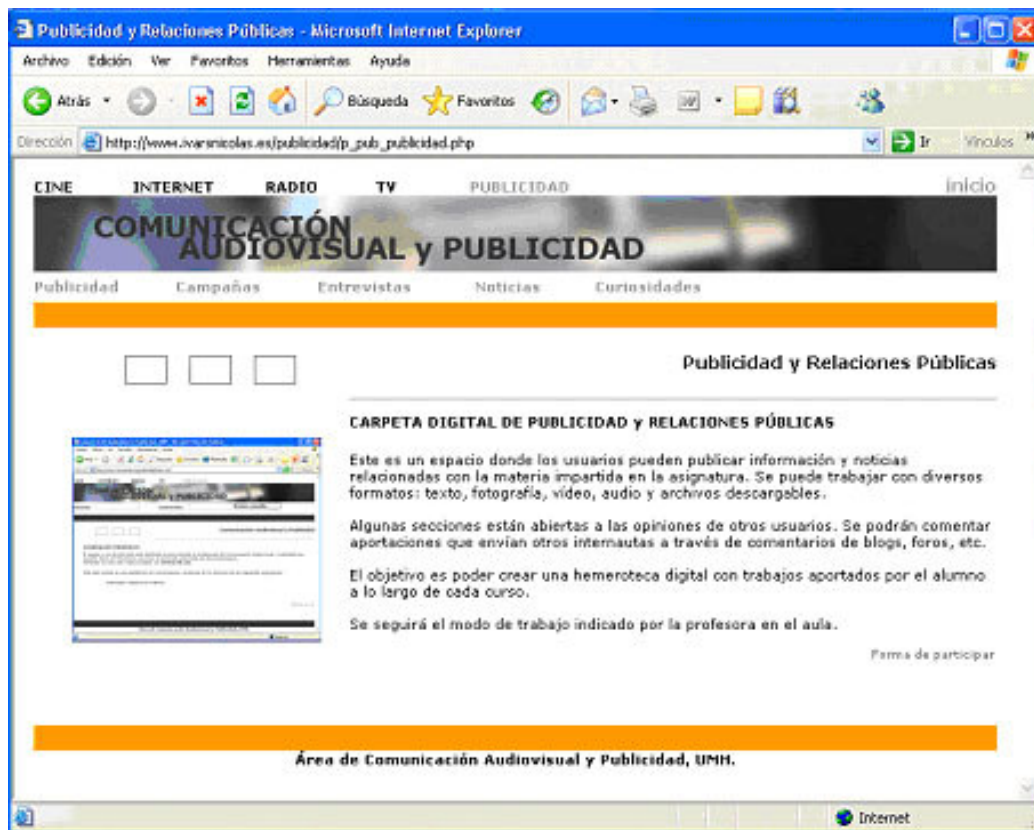 Publicidad y Relaciones Públicas - Microsoft Internet Explorer
Archivo Edición Ver Favoritos Herramientas Ayuda
Atrás Búsqueda Favoritos
Dirección http://www.ivarsnicolas.es/publicidad/p_pub_publicidad.php Ir Vínculos
CINE INTERNET RADIO TV PUBLICIDAD inicio
COMUNICACIÓN
AUDIOVISUAL y PUBLICIDAD
Publicidad Campañas Entrevistas Noticias Curiosidades
Publicidad y Relaciones Públicas
CARPETA DIGITAL DE PUBLICIDAD y RELACIONES PÚBLICAS
Este es un espacio donde los usuarios pueden publicar información y noticias
relacionadas con la materia impartida en la asignatura. Se puede trabajar con diversos
formatos: texto, fotografía, vídeo, audio y archivos descargables.
Algunas secciones están abiertas a las opiniones de otros usuarios. Se podrán comentar
aportaciones que envían otros internautas a través de comentarios de blogs, foros, etc.
El objetivo es poder crear una hemeroteca digital con trabajos aportados por el alumno
a lo largo de cada curso.
Se seguirá el modo de trabajo indicado por la profesora en el aula.
Forma de participar
Área de Comunicación Audiovisual y Publicidad, UMH.
Internet